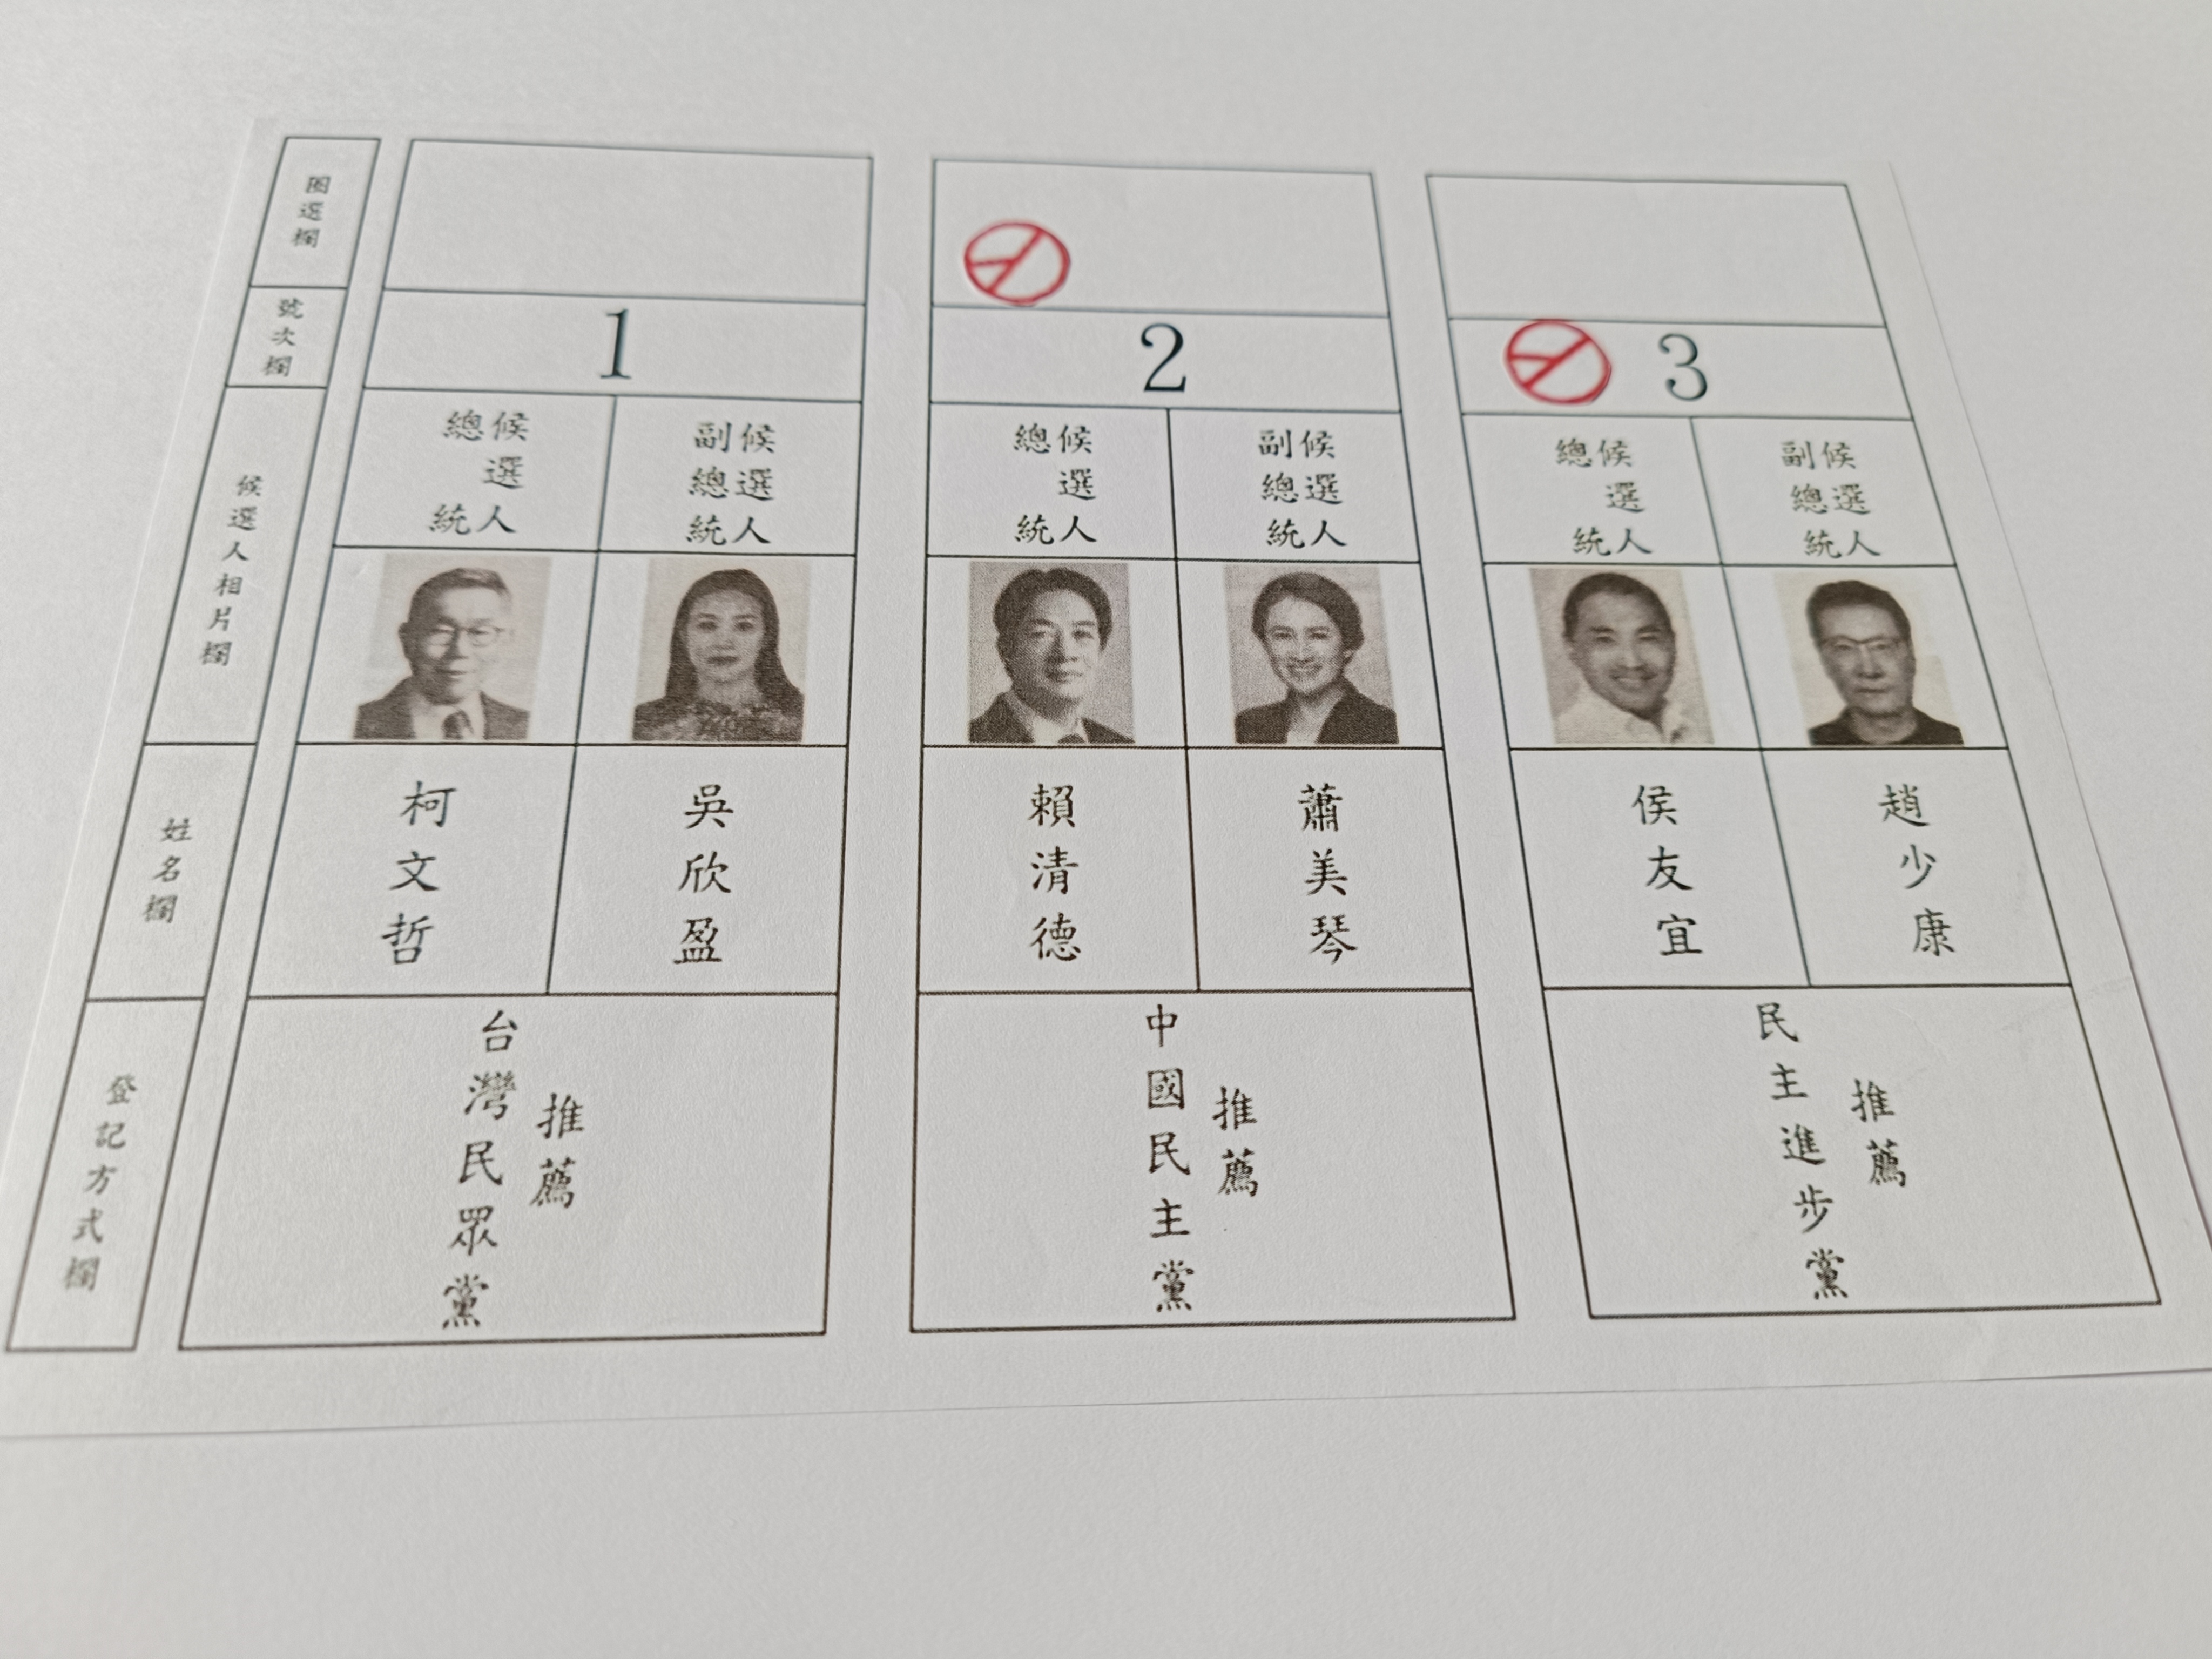 圈選欄
號次欄
候選人相片欄
姓名欄
登記方式欄
1
總統
候選人
副總統
候選人
柯文哲
吳欣盈
台灣民眾黨
推薦
2
總統
候選人
副總統
候選人
賴清德
蕭美琴
中國民主黨
推薦
3
總統
候選人
副總統
候選人
侯友宜
趙少康
民主進步黨
推薦